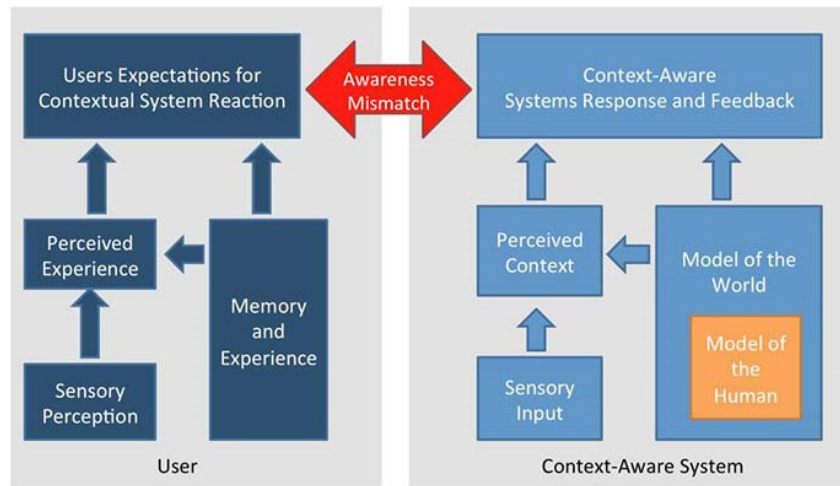 Users Expectations for
Contextual System Reaction
Awareness
Mismatch
Context-Aware
Systems Response and Feedback
Perceived
Experience
Memory
and
Experience
Sensory
Perception
User
Perceived
Context
Model of the
World
Model of
the
Human
Sensory
Input
Context-Aware System